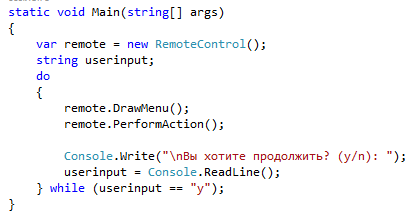 static void Main(string[] args)
{
    var remote = new RemoteControl();
    string userinput;
    do
    {
        remote.DrawMenu();
        remote.PerformAction();

        Console.Write("\nВы хотите продолжить? (y/n): ");
        userinput = Console.ReadLine();
    } while (userinput == "y");
}